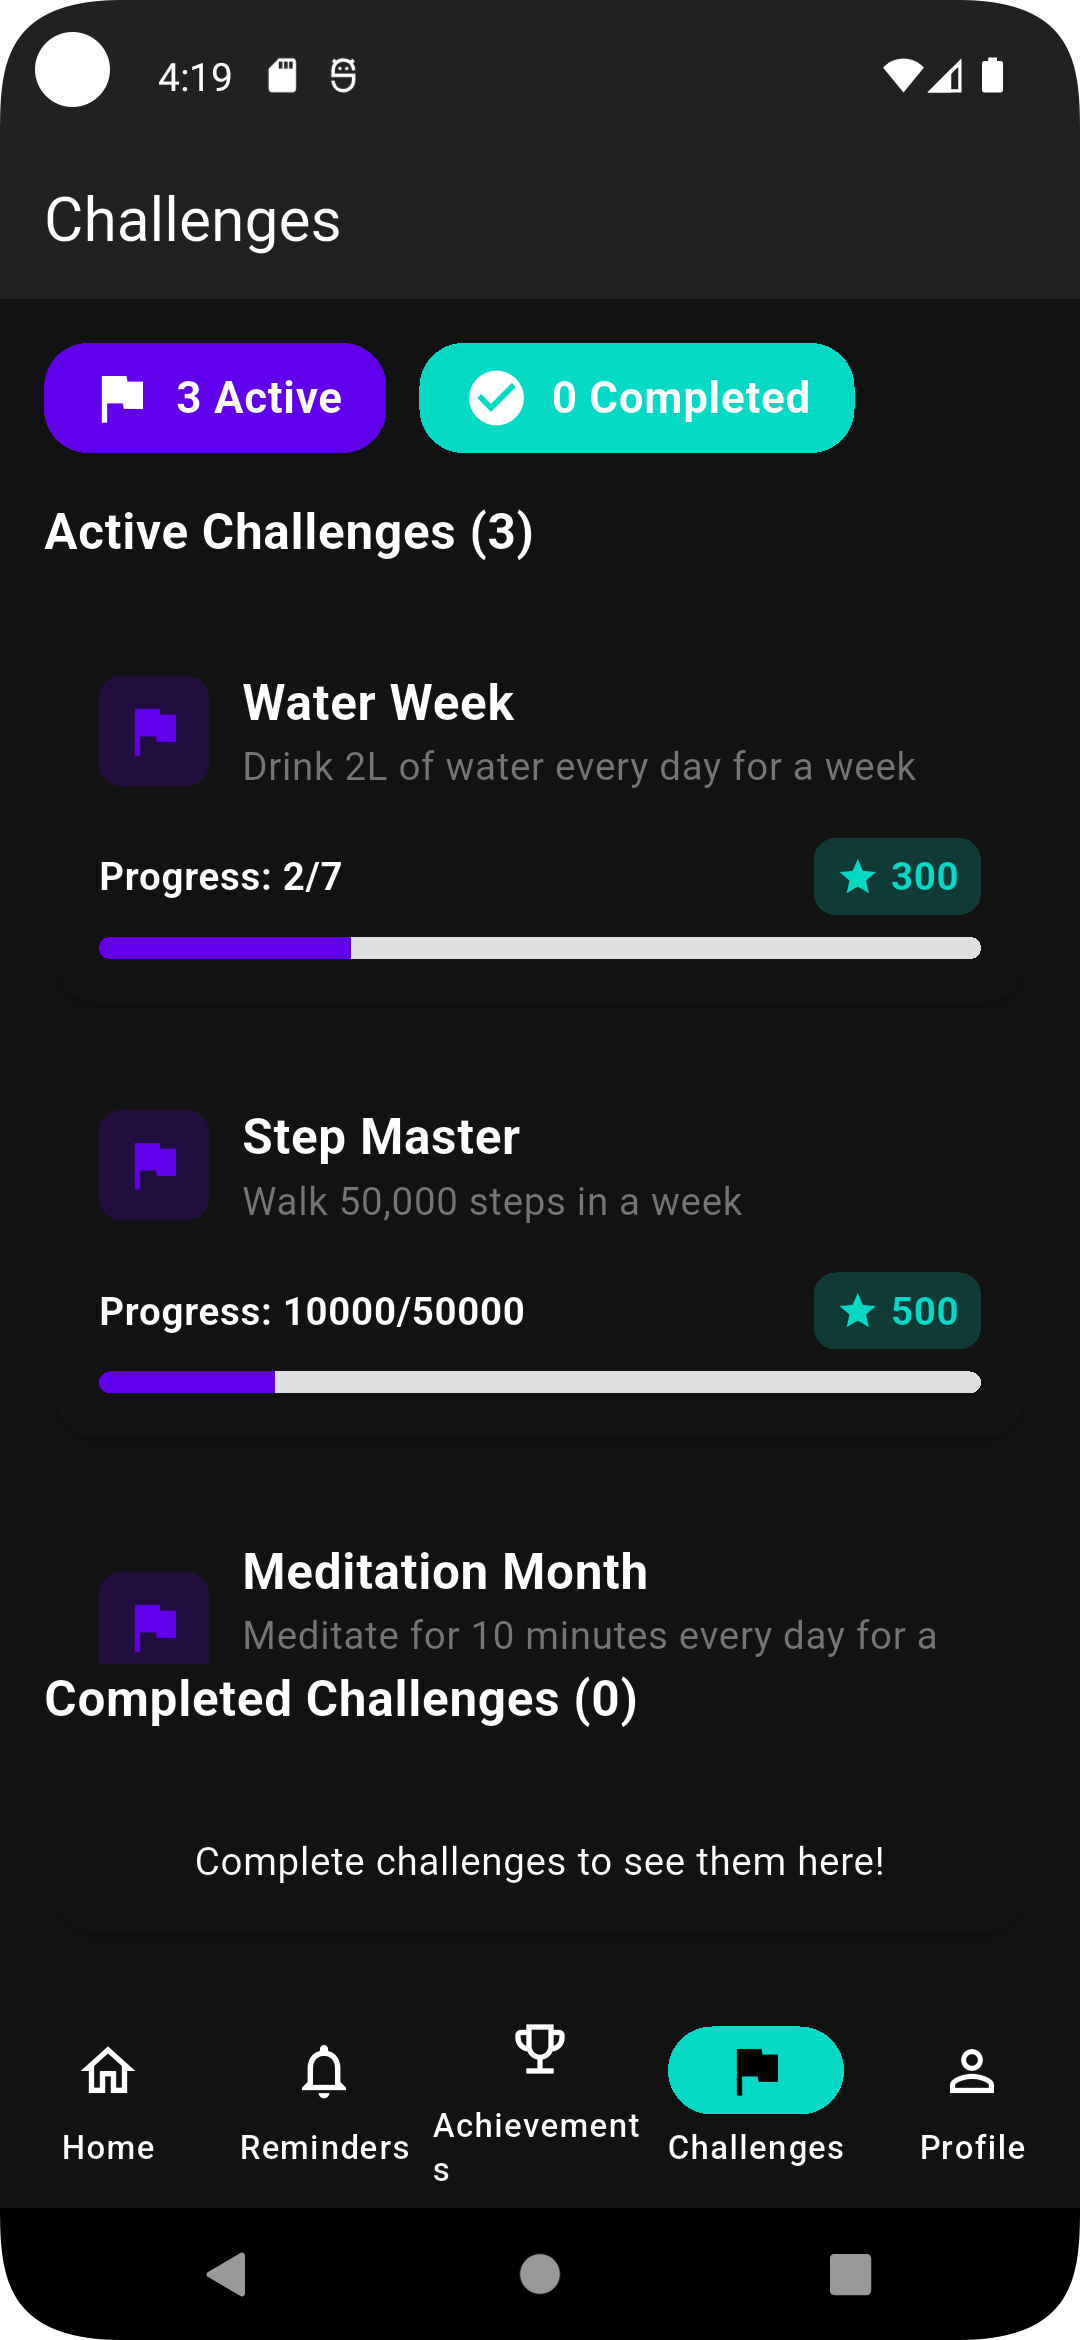 4:19
Challenges
3 Active
0 Completed
Active Challenges (3)
Water Week
Drink 2L of water every day for a week
Progress: 2/7
300
Step Master
Walk 50,000 steps in a week
Progress: 10000/50000
500
Meditation Month
Meditate for 10 minutes every day for a
Completed Challenges (0)
Complete challenges to see them here!
Home
Reminders
Achievement
s
Challenges
Profile